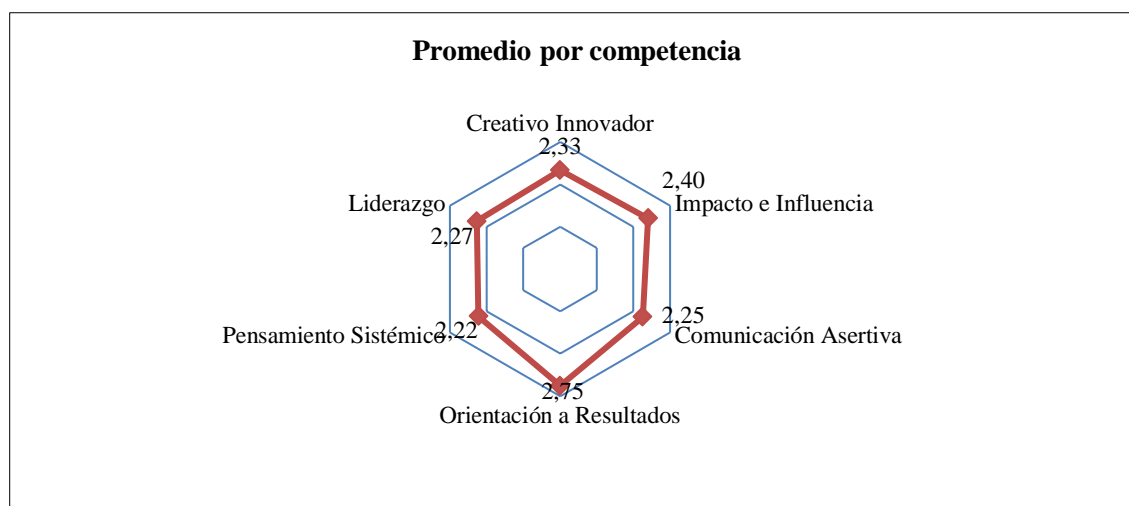 Promedio por competencia
Creativo Innovador
2,33
2,40
Impacto e Influencia
Liderazgo
2,27
2,25
Comunicación Asertiva
Pensamiento Sistémico
2,22
2,75
Orientación a Resultados